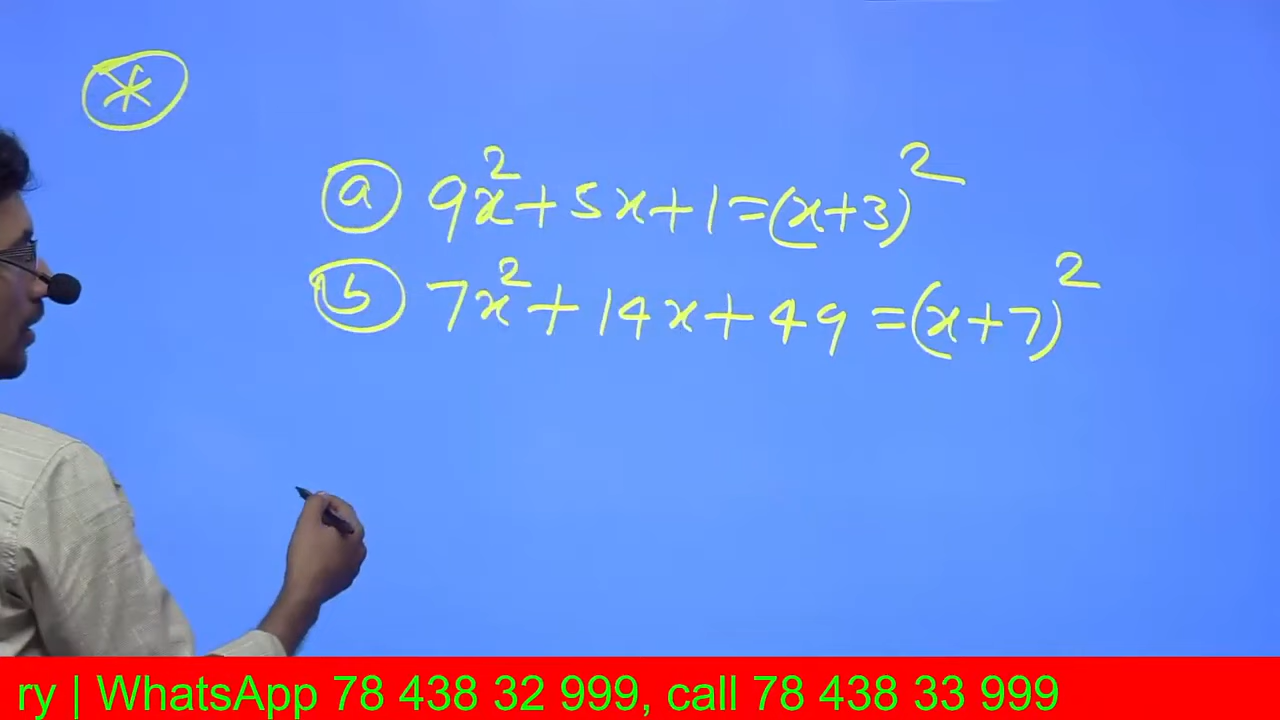 *
a 9x²+5x+1=(x+3)²
b 7x²+14x+49=(x+7)²
ry | WhatsApp 78 438 32 999, call 78 438 33 999